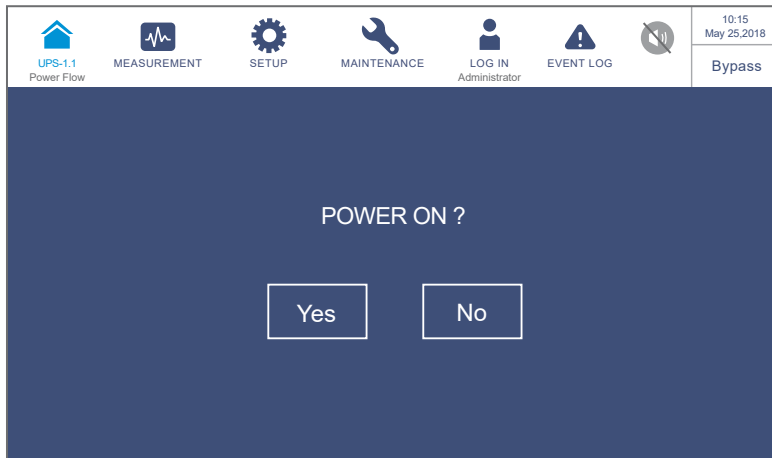 UPS-1.1
Power Flow
MEASUREMENT
SETUP
MAINTENANCE
LOG IN
Administrator
EVENT LOG
10:15
May 25,2018
Bypass
POWER ON ?
Yes
No